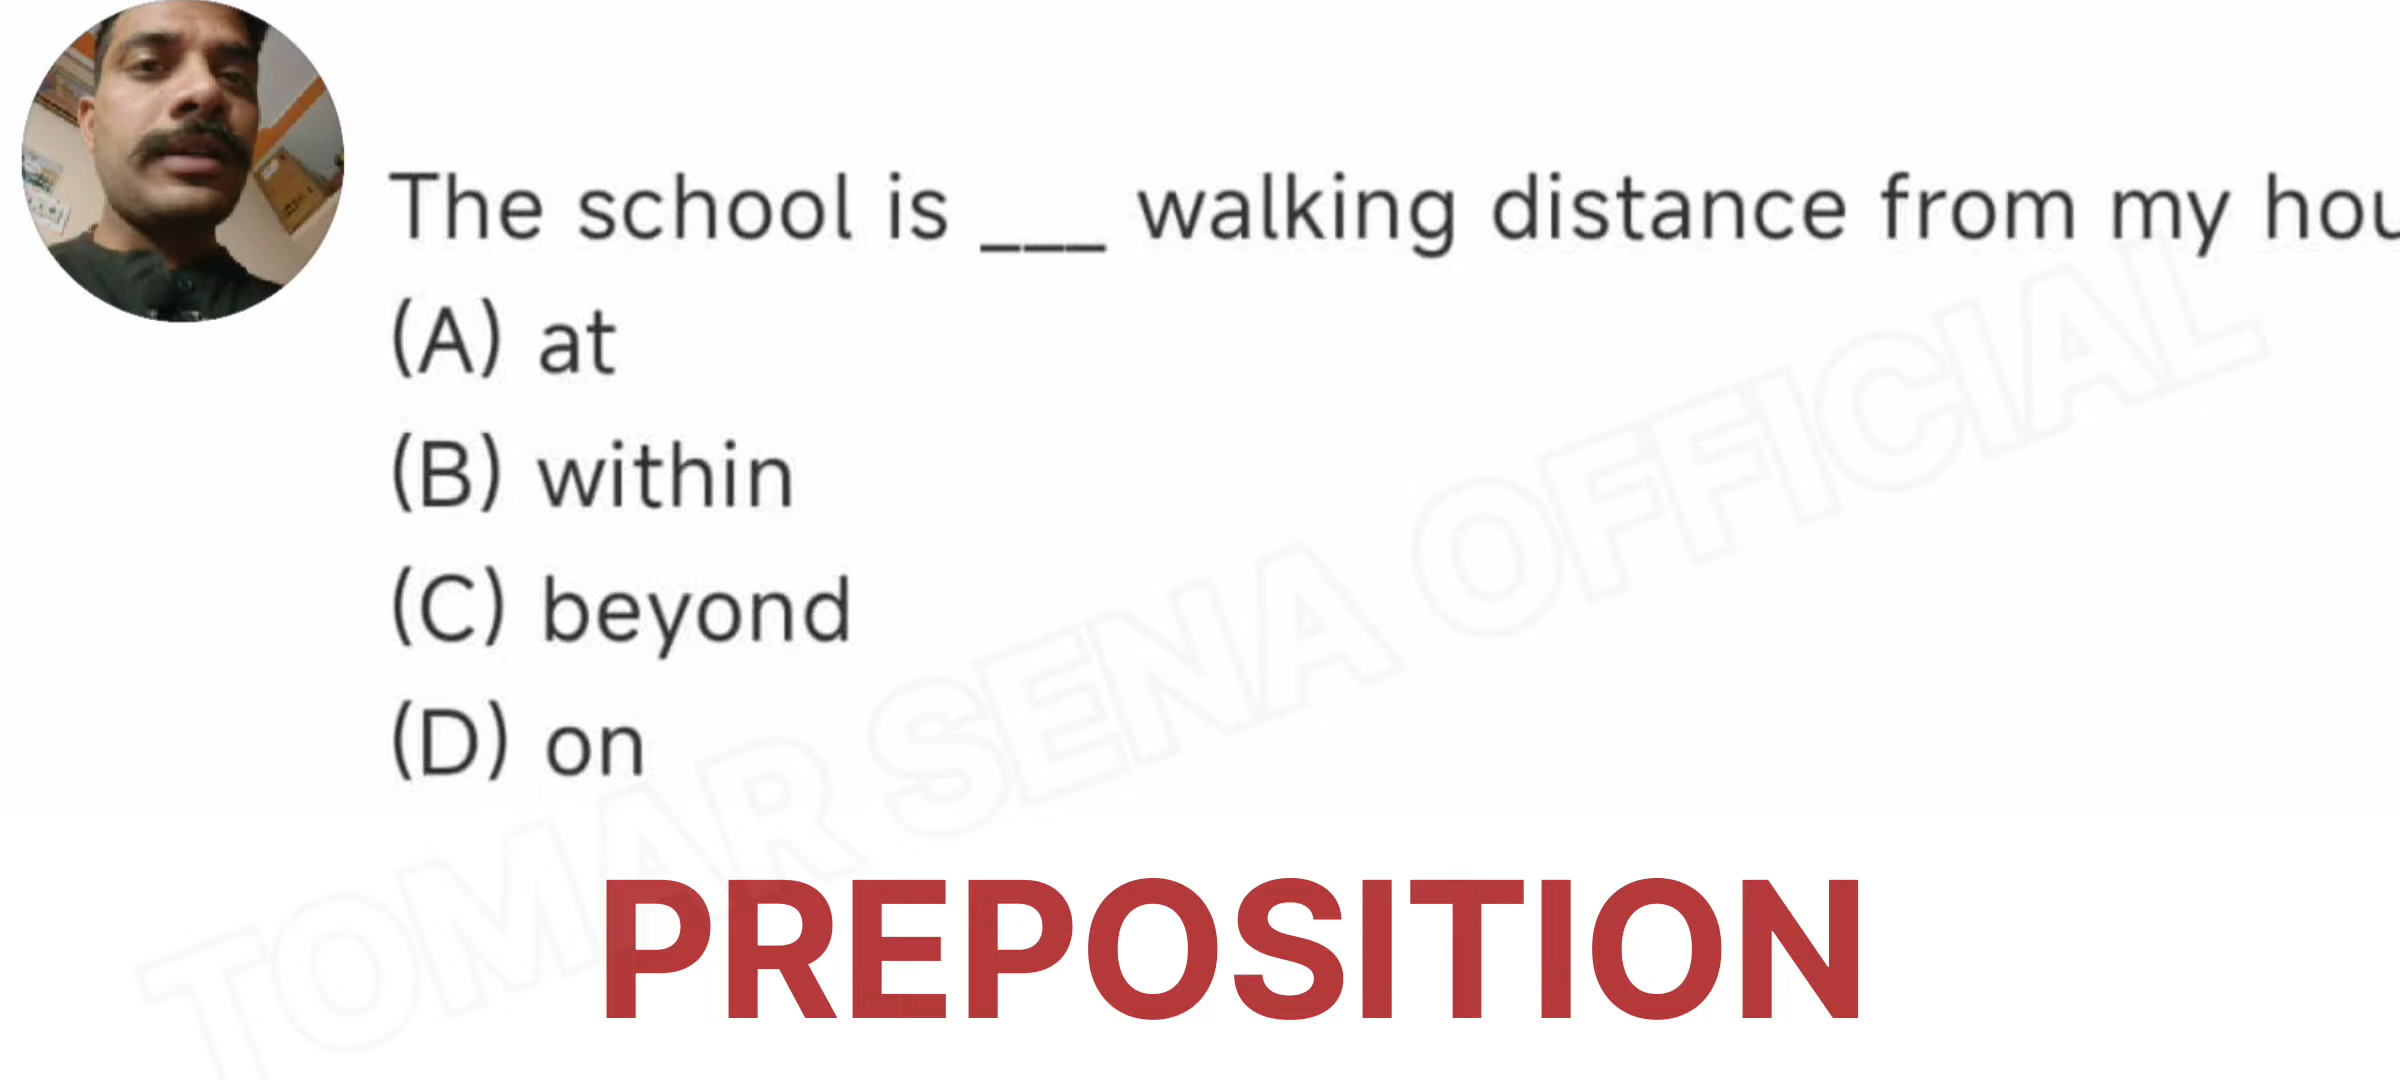 The school is ___ walking distance from my hou
(A) at
(B) within
(C) beyond
(D) on
TOMAR SENA OFFICIAL
PREPOSITION